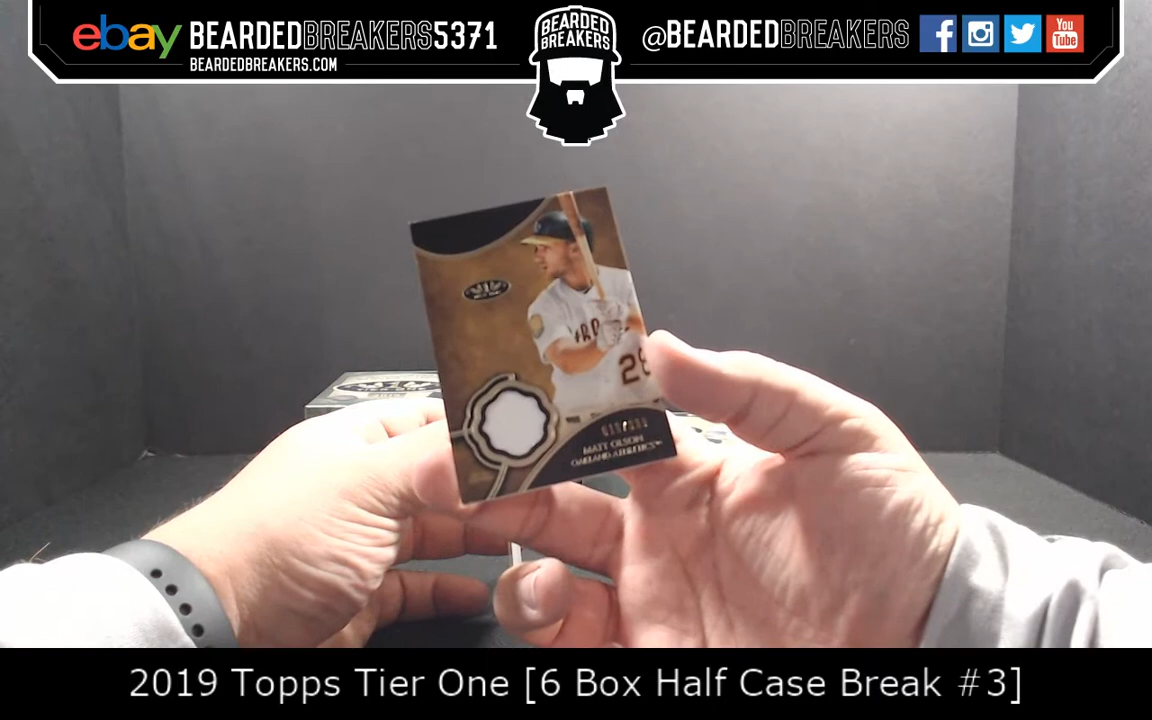 ebay BEARDEDBREAKERS5371
BEARDEDBREAKERS.COM
BEARDED
BREAKERS
@BEARDEDBREAKERS
You
Tube
28
MATT OLSON
OAKLAND ATHLETICS
2019 Topps Tier One [6 Box Half Case Break #3]